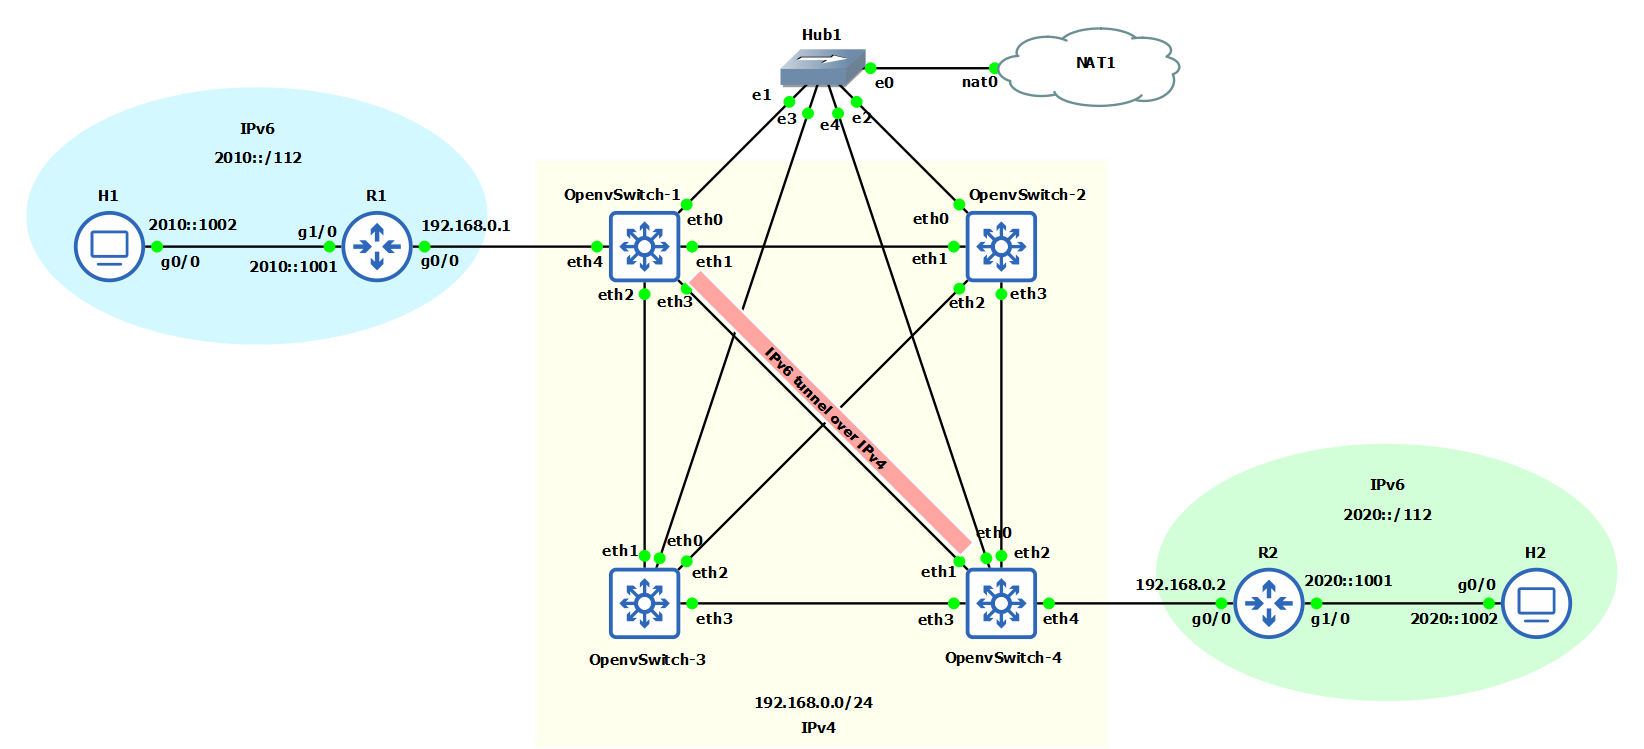 Hub1
NAT1
e0
nat0
e1
e3
e4
e2
IPv6
2010::/112
H1
R1
2010::1002
g1/0
192.168.0.1
g0/0
2010::1001
g0/0
OpenvSwitch-1
OpenvSwitch-2
eth0
eth0
eth4
eth1
eth1
eth2
eth3
eth2
eth3
IPv6 tunnel over IPv4
eth1
eth0
eth2
eth0
eth1
eth2
eth3
eth3
eth4
OpenvSwitch-3
OpenvSwitch-4
192.168.0.0/24
IPv4
IPv6
2020::/112
R2
H2
192.168.0.2
2020::1001
g0/0
g0/0
g1/0
2020::1002